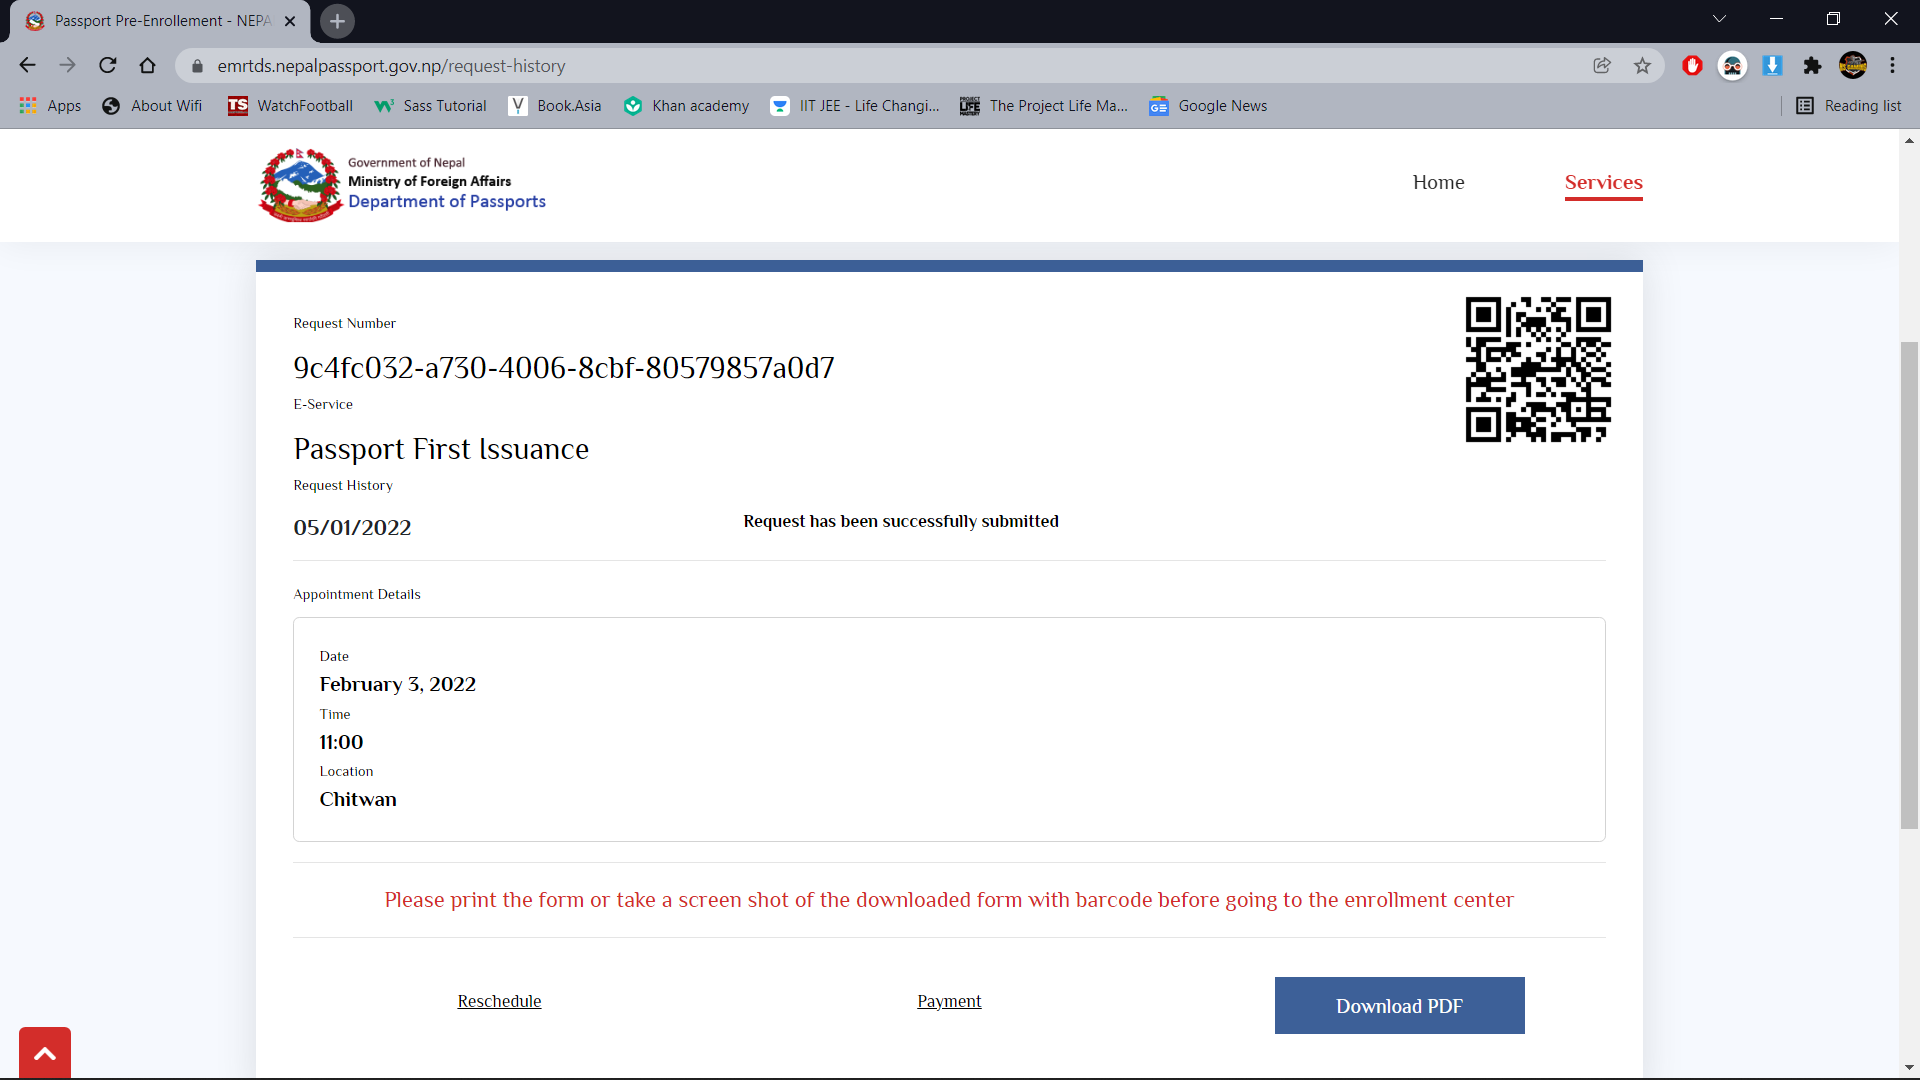 Passport Pre-Enrollement - NEPA
emrtds.nepalpassport.gov.np/request-history
Apps
About Wifi
TS WatchFootball
Sass Tutorial
Book.Asia
Khan academy
IIT JEE - Life Changi...
The Project Life Ma...
Google News
Reading list
Government of Nepal
Ministry of Foreign Affairs
Department of Passports
Home
Services
Request Number
9c4fc032-a730-4006-8cbf-80579857a0d7
E-Service
Passport First Issuance
Request History
05/01/2022
Request has been successfully submitted
Appointment Details
Date
February 3, 2022
Time
11:00
Location
Chitwan
Please print the form or take a screen shot of the downloaded form with barcode before going to the enrollment center
Reschedule
Payment
Download PDF